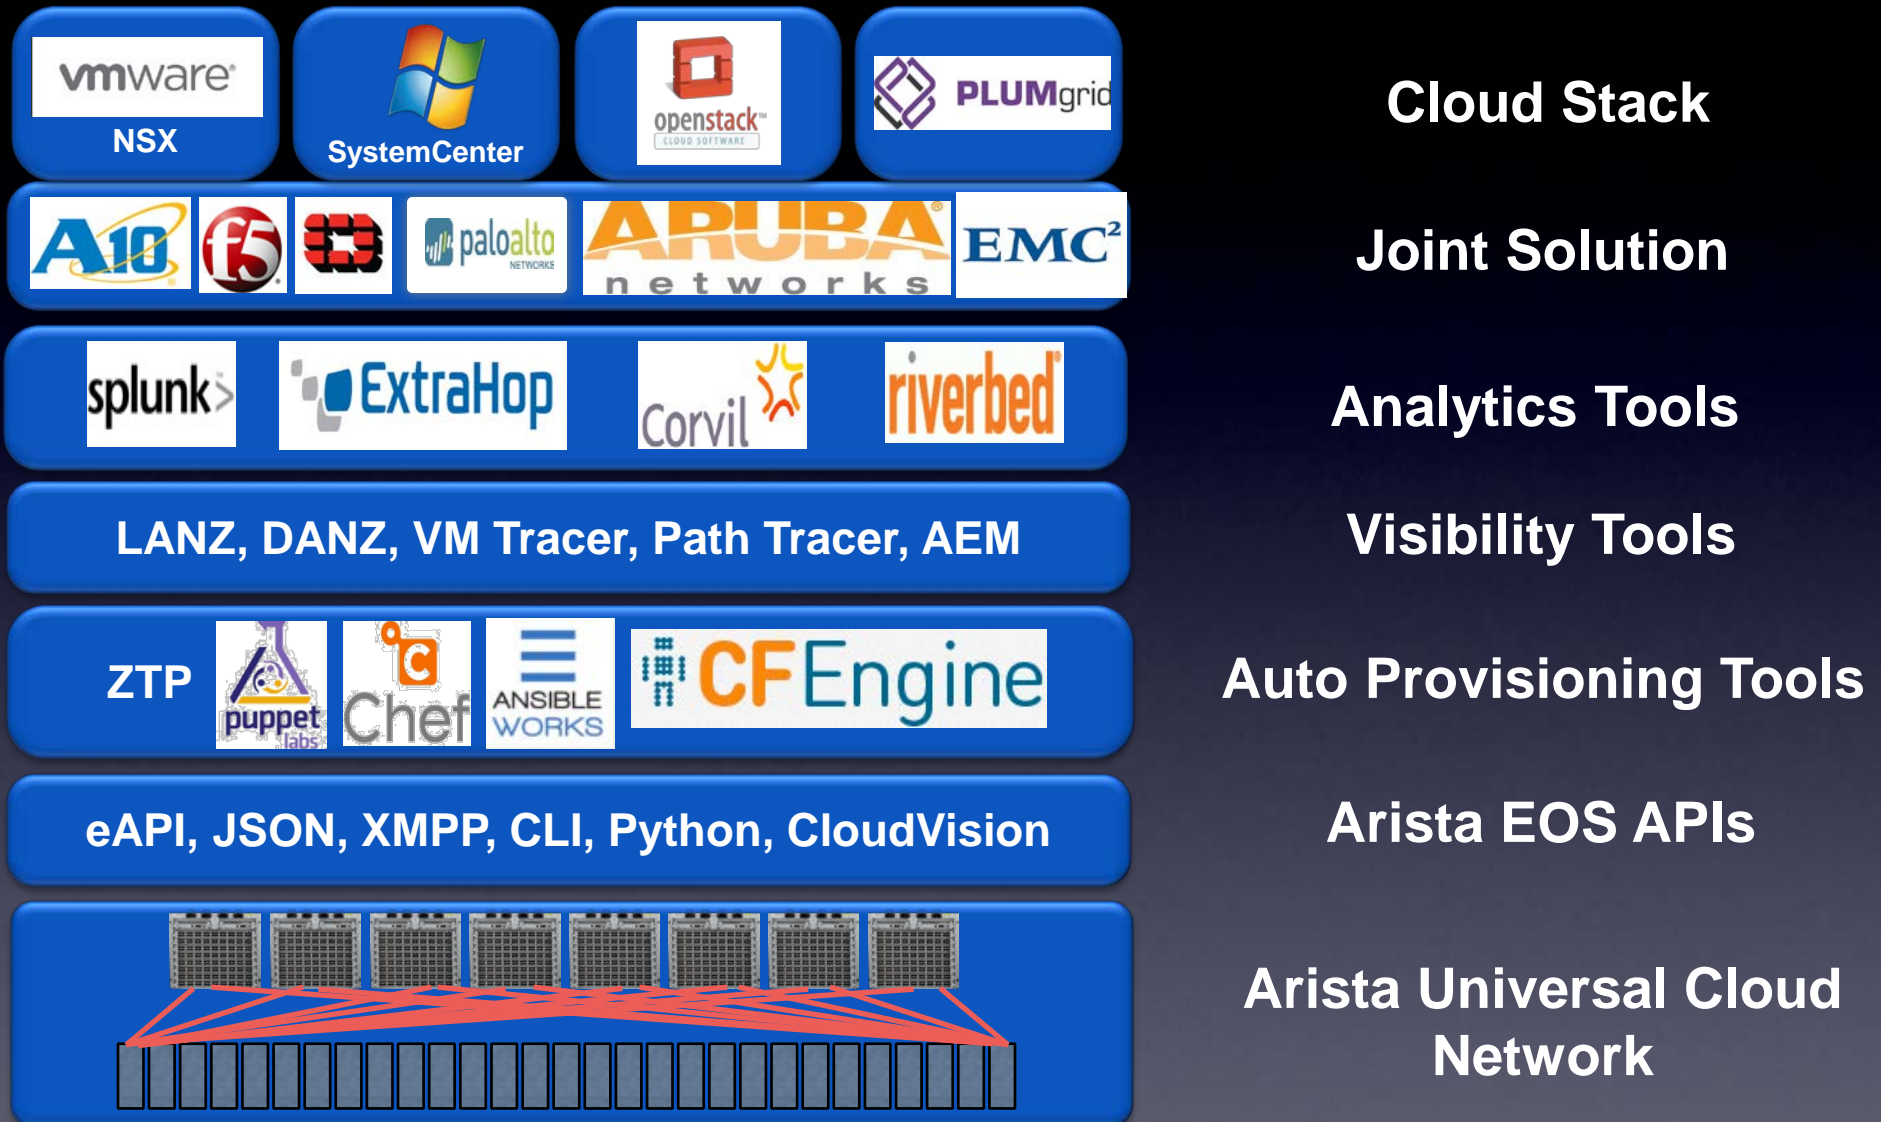 vmware®
NSX
SystemCenter
openstack™
CLOUD SOFTWARE
PLUMgrid
Cloud Stack
A10
f5
paloalto
NETWORKS
ARUBA®
networks
EMC²
Joint Solution
splunk>
ExtraHop
Corvil
riverbed
Analytics Tools
LANZ, DANZ, VM Tracer, Path Tracer, AEM
Visibility Tools
ZTP
puppet
labs
Chef
ANSIBLE
WORKS
CFEngine
Auto Provisioning Tools
eAPI, JSON, XMPP, CLI, Python, CloudVision
Arista EOS APIs
Arista Universal Cloud
Network